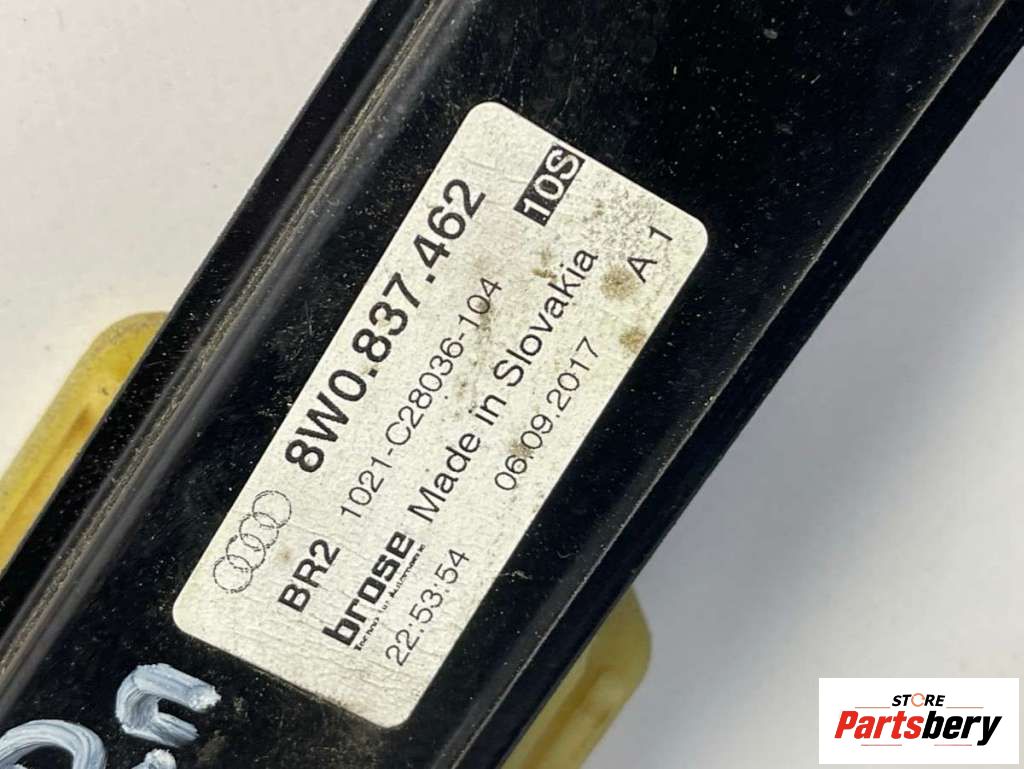 8W0.837.462
10S
BR2 1021-C28036-104
brose Made in Slovakia A 1
22:53:54 06.09.2017
STORE
Partsbery